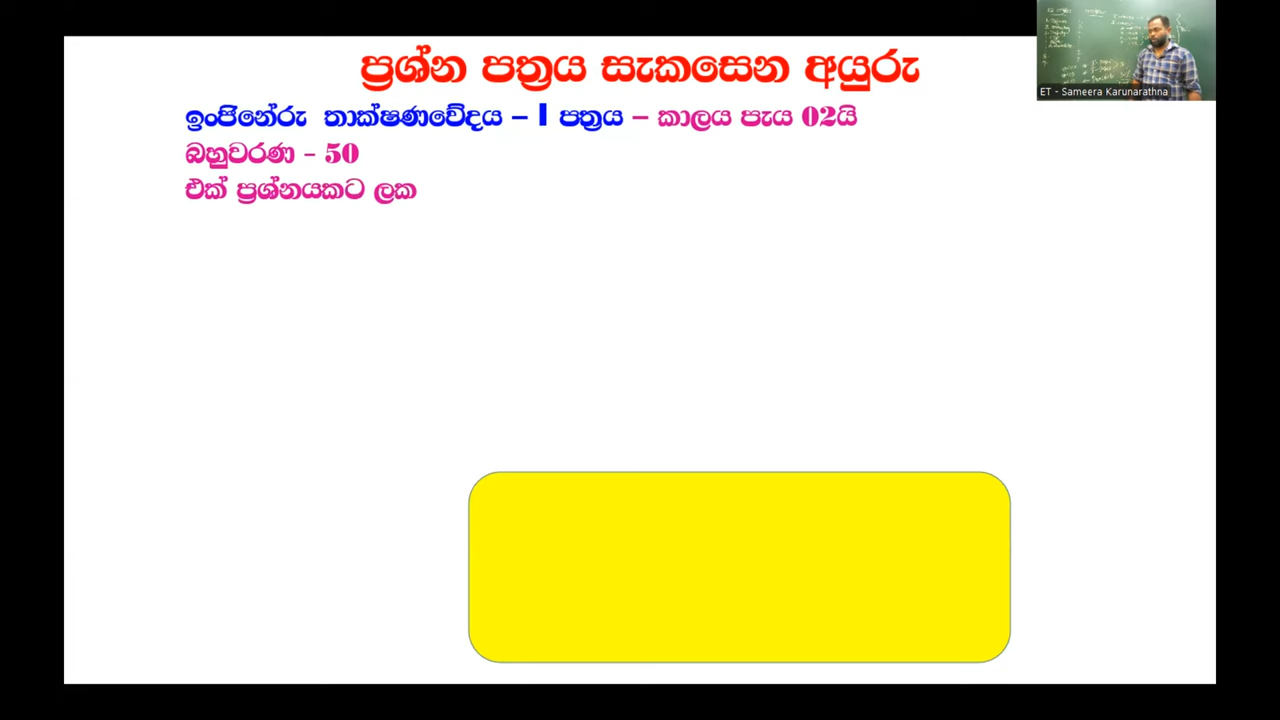 ප්‍රශ්න පත්‍රය සැකසෙන අයුරු
ඉංජිනේරු තාක්ෂණවේදය – I පත්‍රය – කාලය පැය 02යි
බහුවරණ - 50
එක් ප්‍රශ්නයකට ලක
ET - Sameera Karunarathna